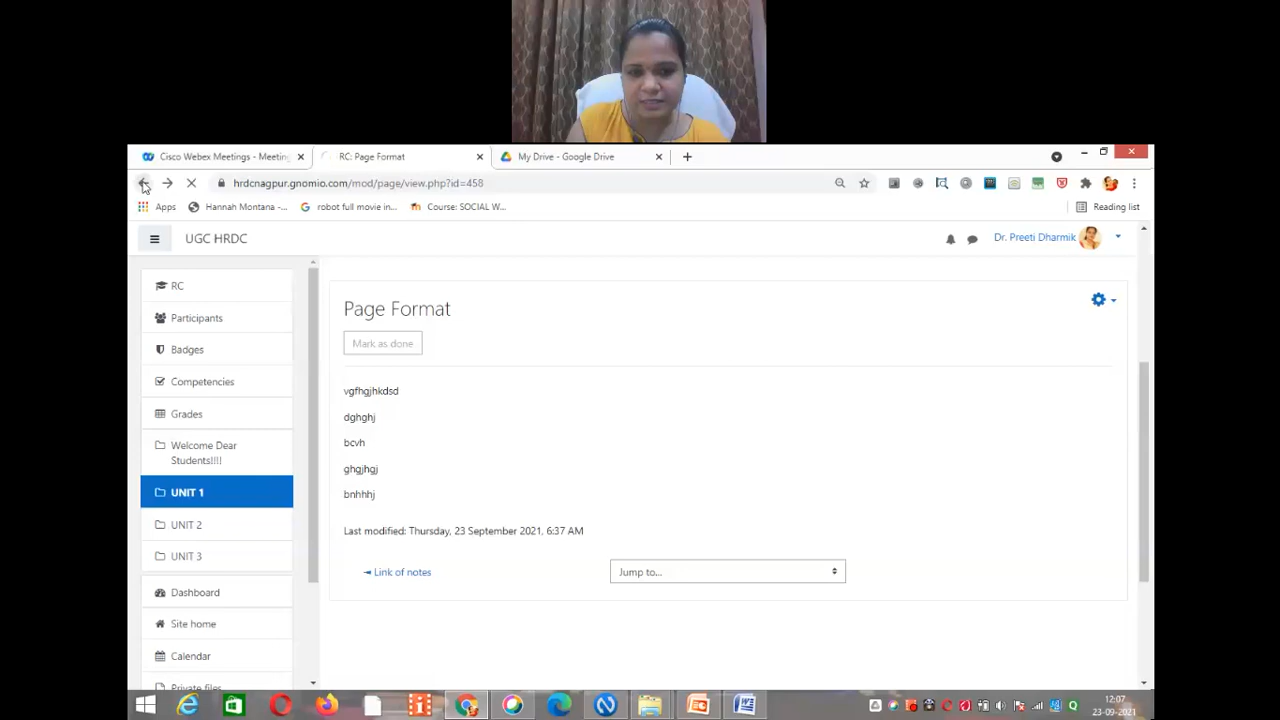 Cisco Webex Meetings - Meeting
RC: Page Format
My Drive - Google Drive
hrdcnagpur.gnomio.com/mod/page/view.php?id=458
Apps
Hannah Montana -...
robot full movie in...
Course: SOCIAL W...
Reading list
UGC HRDC
Dr. Preeti Dharmik
RC
Participants
Badges
Competencies
Grades
Welcome Dear
Students!!!!
UNIT 1
UNIT 2
UNIT 3
Dashboard
Site home
Calendar
Private files
Page Format
Mark as done
vgfhgjhkdsd
dghghj
bcvh
ghgjhgj
bnhhhj
Last modified: Thursday, 23 September 2021, 6:37 AM
◄ Link of notes
Jump to...
12:07
23-09-2021